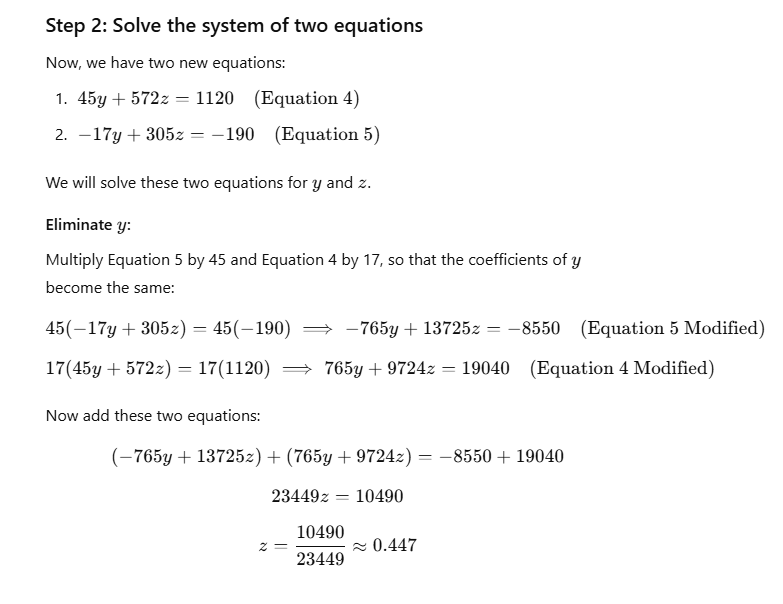 Step 2: Solve the system of two equations
Now, we have two new equations:
1. 45y + 572z = 1120 (Equation 4)
2. −17y + 305z = −190 (Equation 5)
We will solve these two equations for y and z.
Eliminate y:
Multiply Equation 5 by 45 and Equation 4 by 17, so that the coefficients of y
become the same:
45(−17y + 305z) = 45(−190) ⟹ −765y + 13725z = −8550 (Equation 5 Modified)
17(45y + 572z) = 17(1120) ⟹ 765y + 9724z = 19040 (Equation 4 Modified)
Now add these two equations:
(−765y + 13725z) + (765y + 9724z) = −8550 + 19040
23449z = 10490
z = 10490/23449 ≈ 0.447